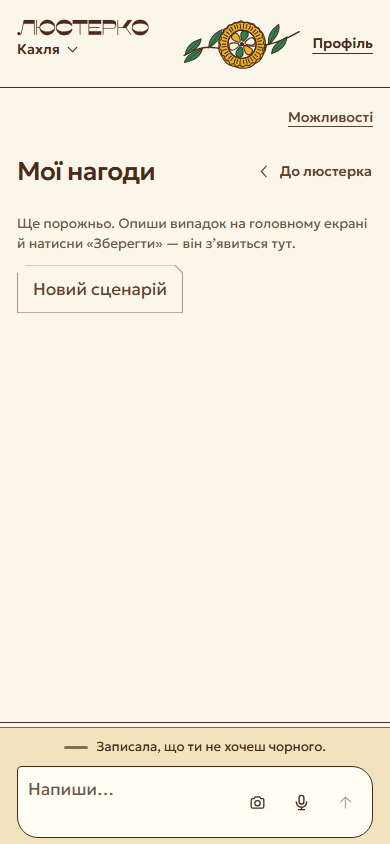 ЛЮСТЕРКО
Кахля
Профіль
Можливості
Мої нагоди
До люстерка
Ще порожньо. Опиши випадок на головному екрані
й натисни «Зберегти» — він з’явиться тут.
Новий сценарій
Записала, що ти не хочеш чорного.
Напиши…